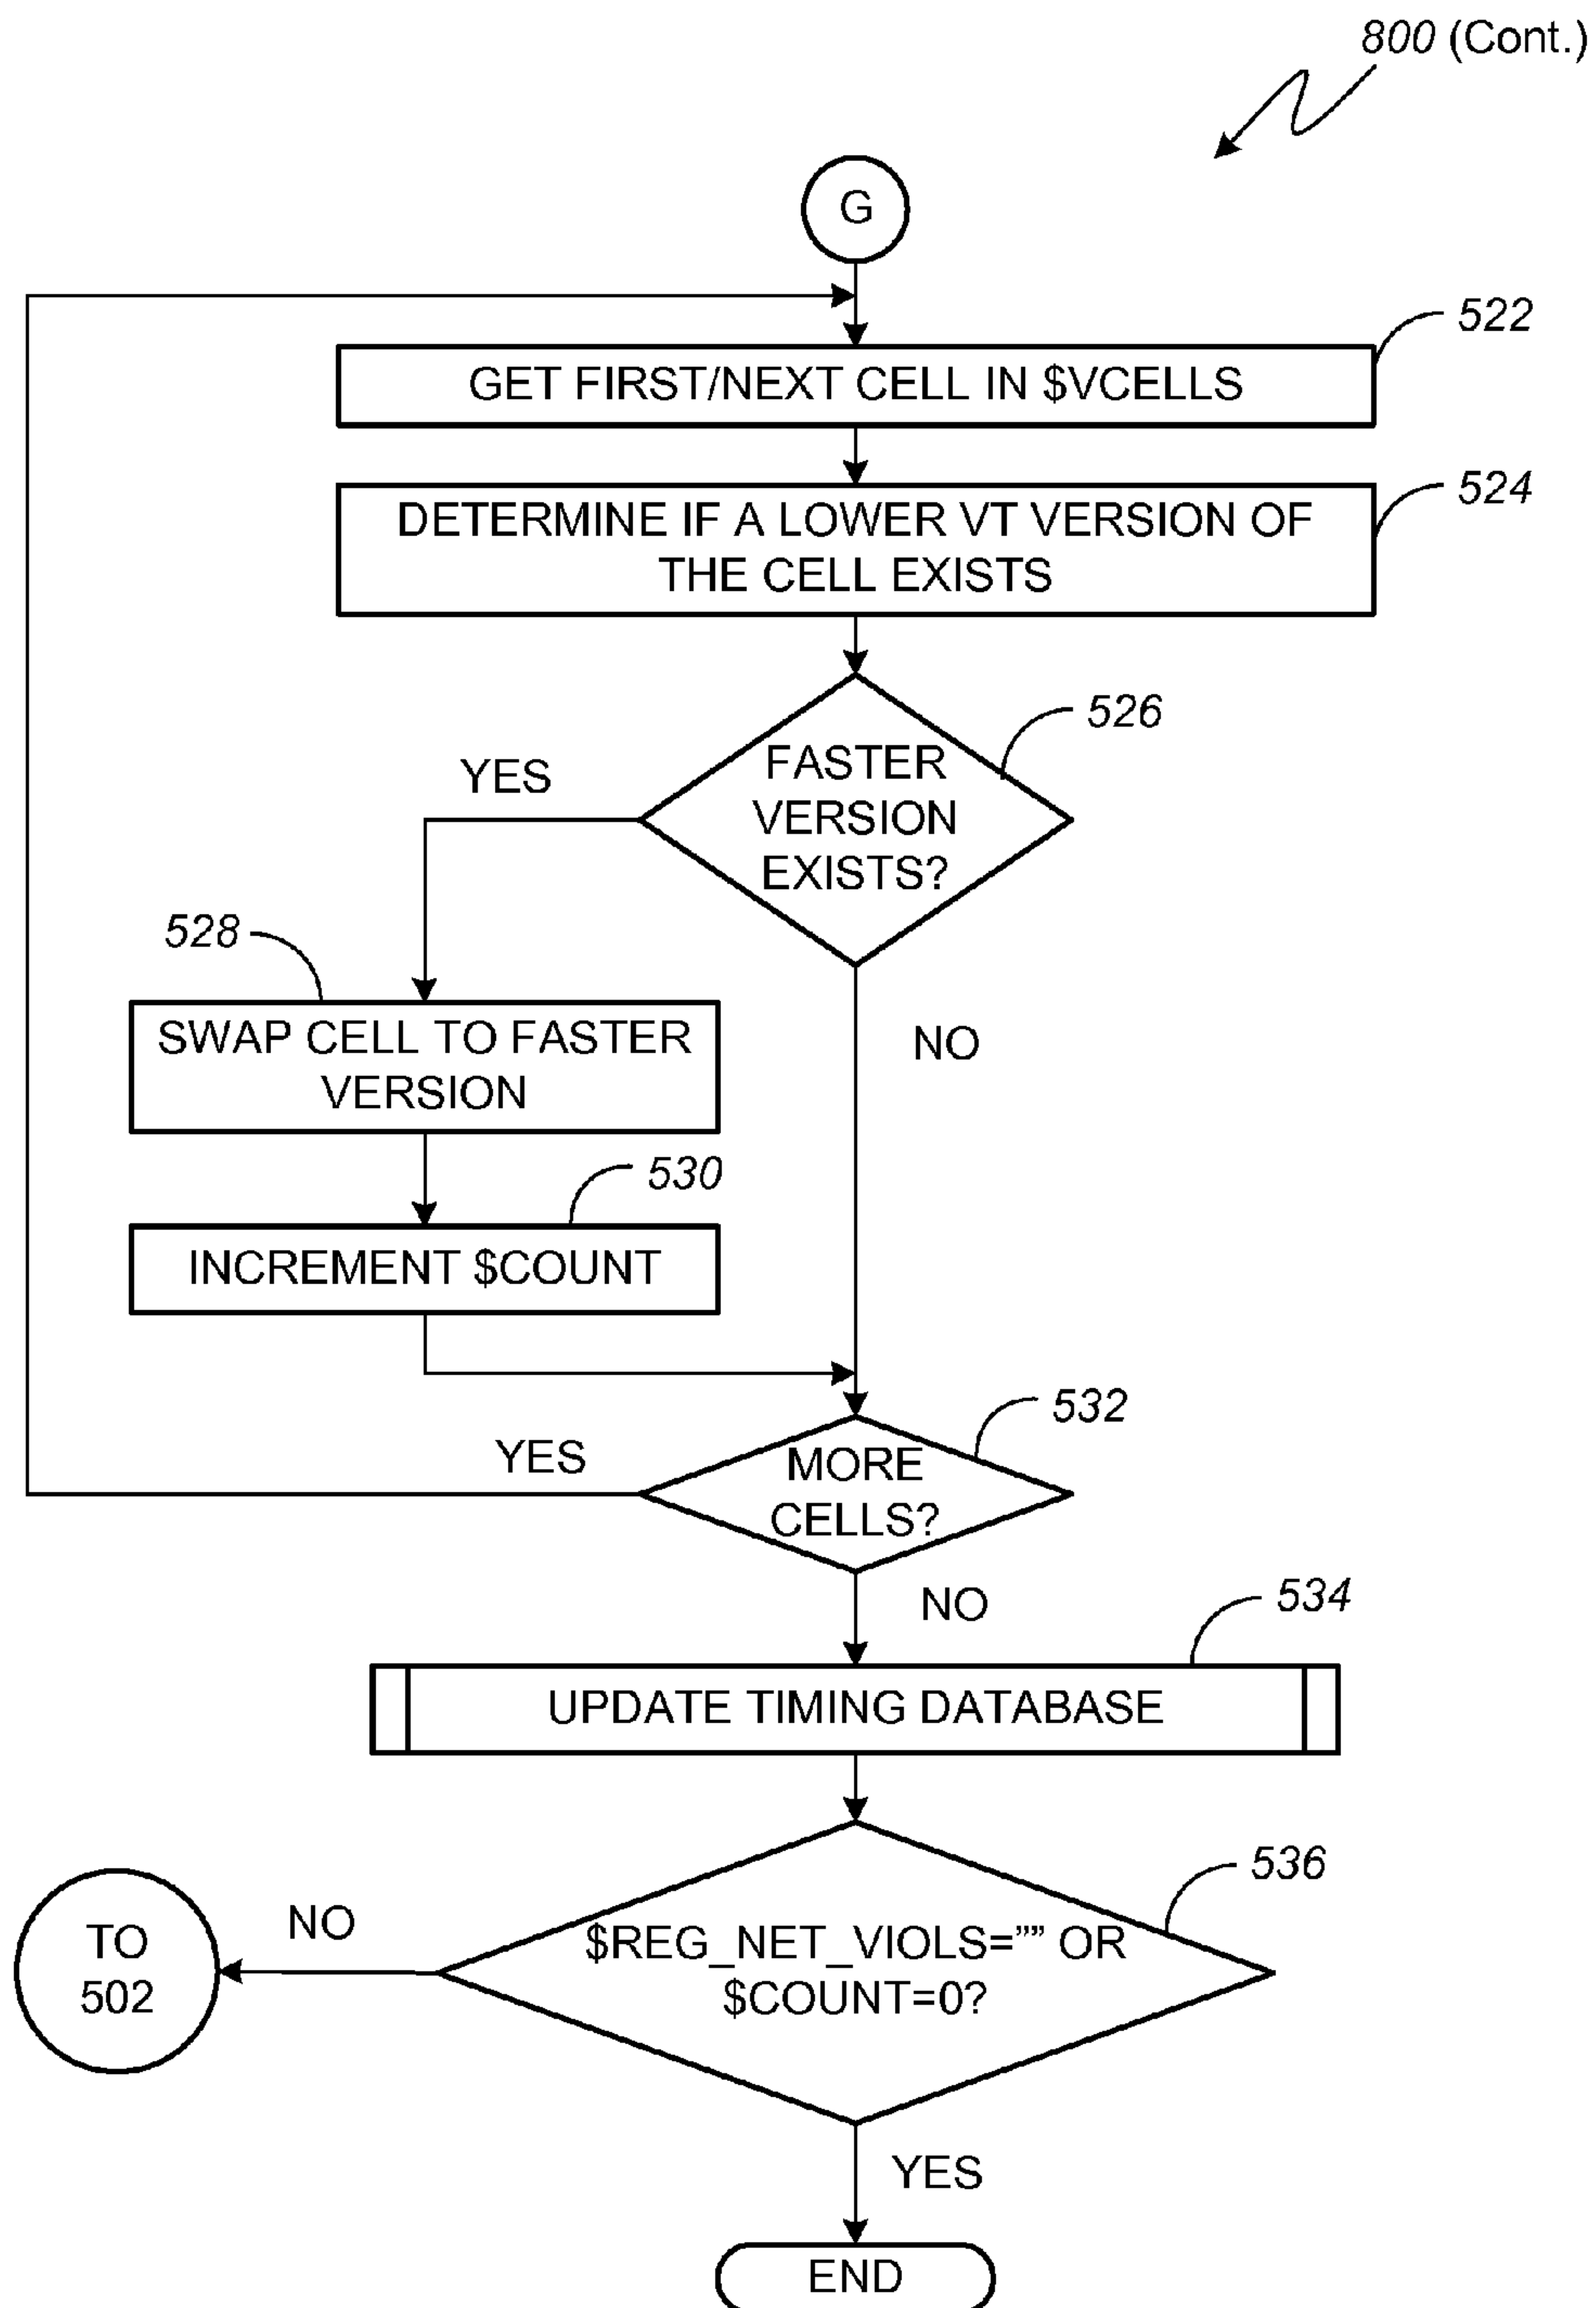 800 (Cont.)
G
522
GET FIRST/NEXT CELL IN $VCELLS
524
DETERMINE IF A LOWER VT VERSION OF
THE CELL EXISTS
526
YES
FASTER
VERSION
EXISTS?
528
SWAP CELL TO FASTER
VERSION
NO
530
INCREMENT $COUNT
532
YES
MORE
CELLS?
NO
534
UPDATE TIMING DATABASE
536
TO
502
NO
$REG_NET_VIOLS=”” OR
$COUNT=0?
YES
END